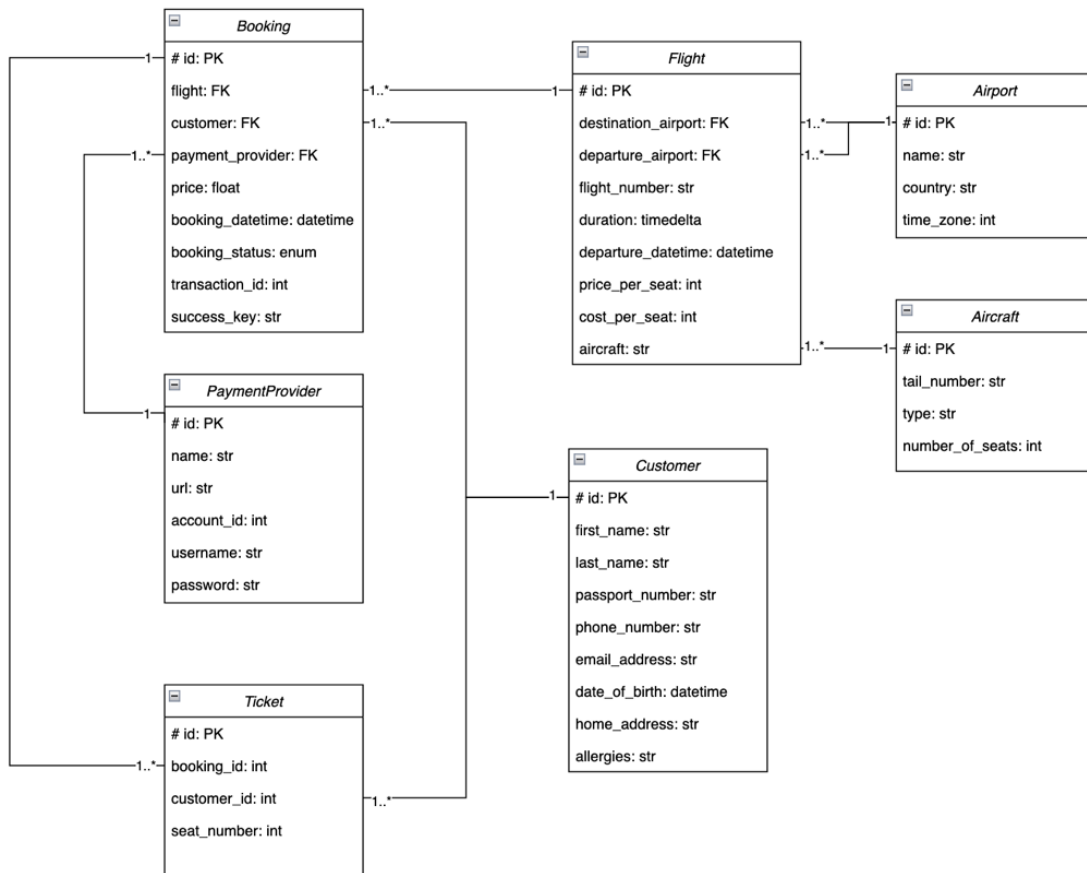 Booking
# id: PK
flight: FK
customer: FK
payment_provider: FK
price: float
booking_datetime: datetime
booking_status: enum
transaction_id: int
success_key: str
1
1..*
1..*
1..*
Flight
# id: PK
destination_airport: FK
departure_airport: FK
flight_number: str
duration: timedelta
departure_datetime: datetime
price_per_seat: int
cost_per_seat: int
aircraft: str
1
1..*
1..*
1..*
Airport
# id: PK
name: str
country: str
time_zone: int
1
Aircraft
# id: PK
tail_number: str
type: str
number_of_seats: int
1
PaymentProvider
# id: PK
name: str
url: str
account_id: int
username: str
password: str
1
Customer
# id: PK
first_name: str
last_name: str
passport_number: str
phone_number: str
email_address: str
date_of_birth: datetime
home_address: str
allergies: str
1
Ticket
# id: PK
booking_id: int
customer_id: int
seat_number: int
1..*
1..*